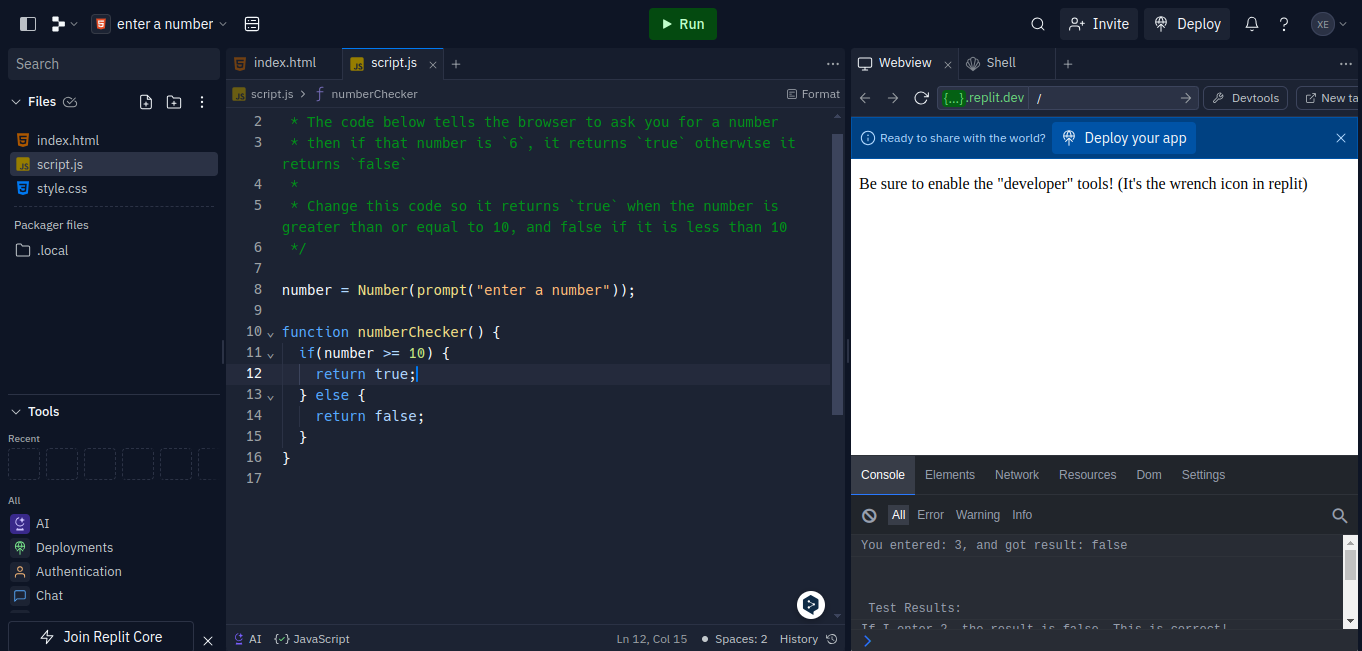 enter a number
Run
Invite
Deploy
XE
Search
Files
index.html
script.js
style.css
Packager files
.local
Tools
Recent
All
AI
Deployments
Authentication
Chat
Join Replit Core
index.html
script.js
script.js > numberChecker
Format
2 * The code below tells the browser to ask you for a number
3 * then if that number is `6`, it returns `true` otherwise it
returns `false`
4 *
5 * Change this code so it returns `true` when the number is
greater than or equal to 10, and false if it is less than 10
6 */
7
8 number = Number(prompt("enter a number"));
9
10 function numberChecker() {
11 if(number >= 10) {
12 return true;
13 } else {
14 return false;
15 }
16 }
17
AI
JavaScript
Ln 12, Col 15
Spaces: 2
History
Webview
Shell
{...}.replit.dev /
Devtools
New ta
Ready to share with the world?
Deploy your app
Be sure to enable the "developer" tools! (It's the wrench icon in replit)
Console Elements Network Resources Dom Settings
All Error Warning Info
You entered: 3, and got result: false
Test Results:
If I enter 2, the result is false. This is correct!